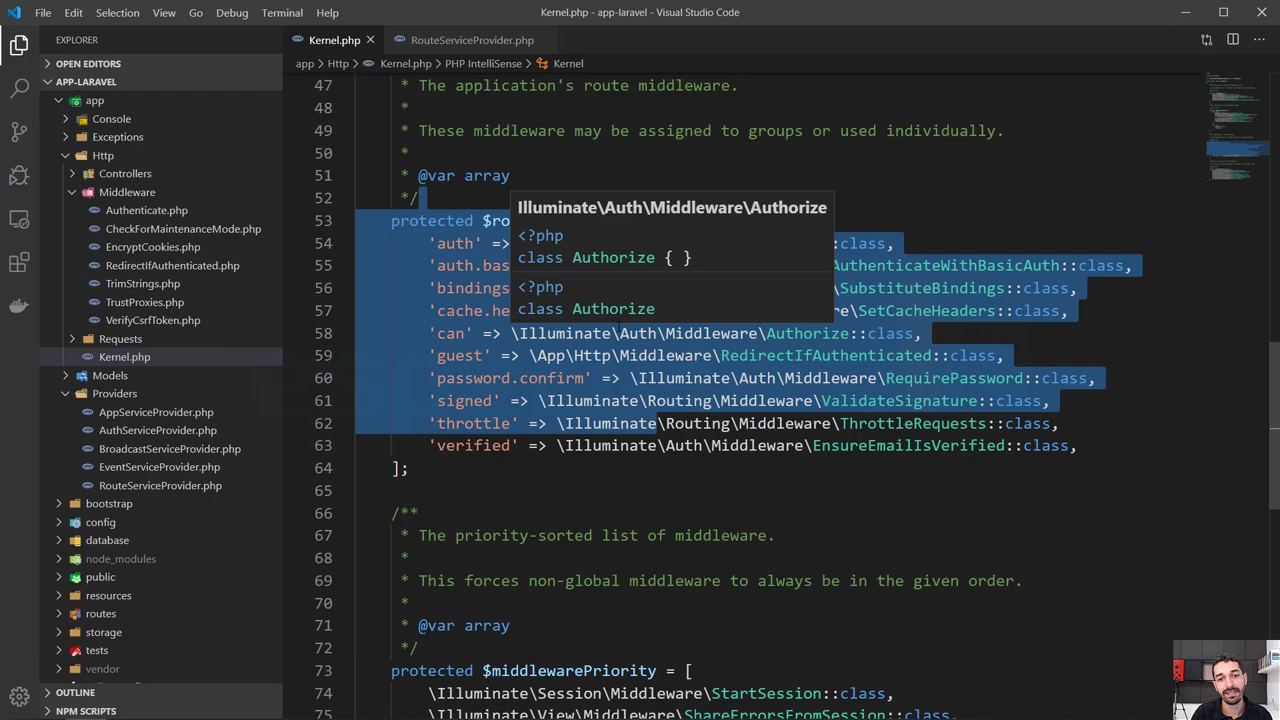 File Edit Selection View Go Debug Terminal Help
Kernel.php - app-laravel - Visual Studio Code
EXPLORER
OPEN EDITORS
APP-LARAVEL
app
Console
Exceptions
Http
Controllers
Middleware
Authenticate.php
CheckForMaintenanceMode.php
EncryptCookies.php
RedirectIfAuthenticated.php
TrimStrings.php
TrustProxies.php
VerifyCsrfToken.php
Requests
Kernel.php
Models
Providers
AppServiceProvider.php
AuthServiceProvider.php
BroadcastServiceProvider.php
EventServiceProvider.php
RouteServiceProvider.php
bootstrap
config
database
node_modules
public
resources
routes
storage
tests
vendor
OUTLINE
NPM SCRIPTS
Kernel.php RouteServiceProvider.php
app > Http > Kernel.php > PHP IntelliSense > Kernel
47 * The application's route middleware.
48 *
49 * These middleware may be assigned to groups or used individually.
50 *
51 * @var array
52 */
53 protected $ro
54 'auth' => :class,
55 'auth.bas AuthenticateWithBasicAuth::class,
56 'bindings \SubstituteBindings::class,
57 'cache.he e\SetCacheHeaders::class,
58 'can' => \Illuminate\Auth\Middleware\Authorize::class,
59 'guest' => \App\Http\Middleware\RedirectIfAuthenticated::class,
60 'password.confirm' => \Illuminate\Auth\Middleware\RequirePassword::class,
61 'signed' => \Illuminate\Routing\Middleware\ValidateSignature::class,
62 'throttle' => \Illuminate\Routing\Middleware\ThrottleRequests::class,
63 'verified' => \Illuminate\Auth\Middleware\EnsureEmailIsVerified::class,
64 ];
65
66 /**
67 * The priority-sorted list of middleware.
68 *
69 * This forces non-global middleware to always be in the given order.
70 *
71 * @var array
72 */
73 protected $middlewarePriority = [
74 \Illuminate\Session\Middleware\StartSession::class,
75 \Illuminate\View\Middleware\ShareErrorsFromSession::class,
Illuminate\Auth\Middleware\Authorize
<?php
class Authorize { }
<?php
class Authorize